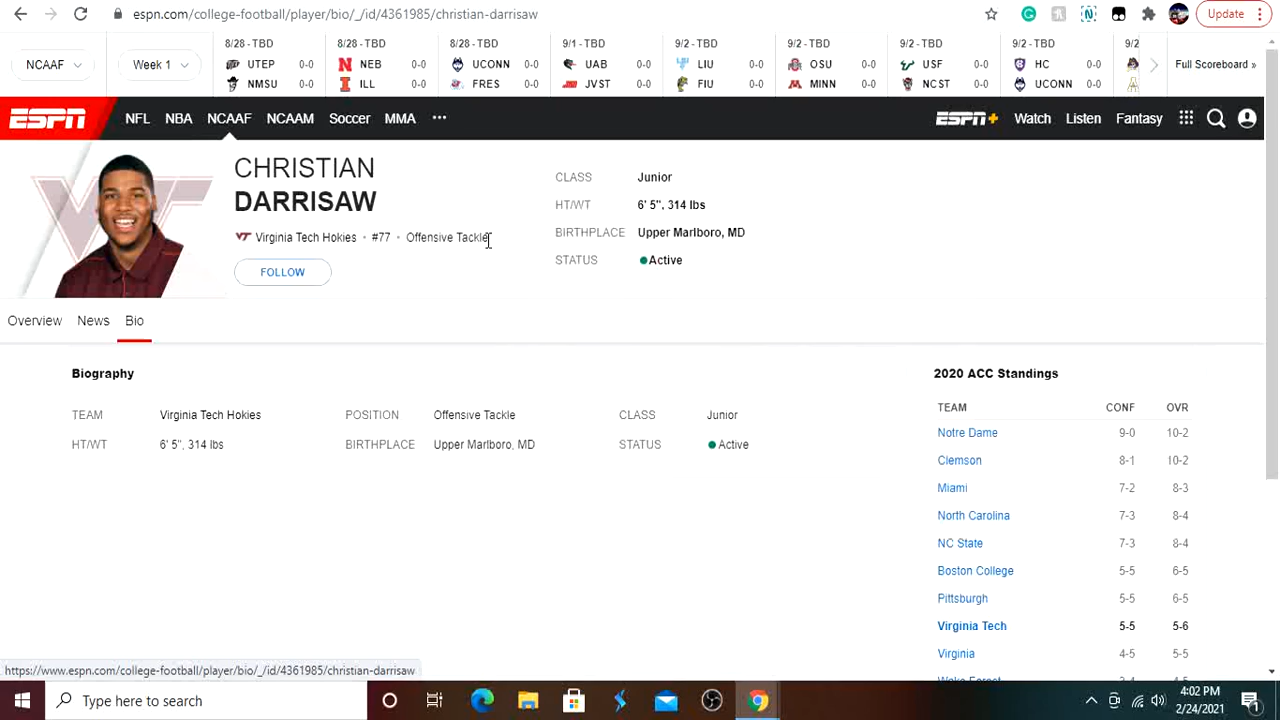 espn.com/college-football/player/bio/_/id/4361985/christian-darrisaw
Update
NCAAF
Week 1
8/28 - TBD
UTEP 0-0
NMSU 0-0
8/28 - TBD
NEB 0-0
ILL 0-0
8/28 - TBD
UCONN 0-0
FRES 0-0
9/1 - TBD
UAB 0-0
JVST 0-0
9/2 - TBD
LIU 0-0
FIU 0-0
9/2 - TBD
OSU 0-0
MINN 0-0
9/2 - TBD
USF 0-0
NCST 0-0
9/2 - TBD
HC 0-0
UCONN 0-0
9/2
Full Scoreboard »
ESPN NFL NBA NCAAF NCAAM Soccer MMA ••• ESPN+ Watch Listen Fantasy
CHRISTIAN
DARRISAW
Virginia Tech Hokies • #77 • Offensive Tackle
FOLLOW
CLASS Junior
HT/WT 6' 5", 314 lbs
BIRTHPLACE Upper Marlboro, MD
STATUS Active
Overview News Bio
Biography
TEAM Virginia Tech Hokies POSITION Offensive Tackle CLASS Junior
HT/WT 6' 5", 314 lbs BIRTHPLACE Upper Marlboro, MD STATUS Active
2020 ACC Standings
TEAM CONF OVR
Notre Dame 9-0 10-2
Clemson 8-1 10-2
Miami 7-2 8-3
North Carolina 7-3 8-4
NC State 7-3 8-4
Boston College 5-5 6-5
Pittsburgh 5-5 6-5
Virginia Tech 5-5 5-6
Virginia 4-5 5-5
https://www.espn.com/college-football/player/bio/_/id/4361985/christian-darrisaw
Type here to search
4:02 PM
2/24/2021
1